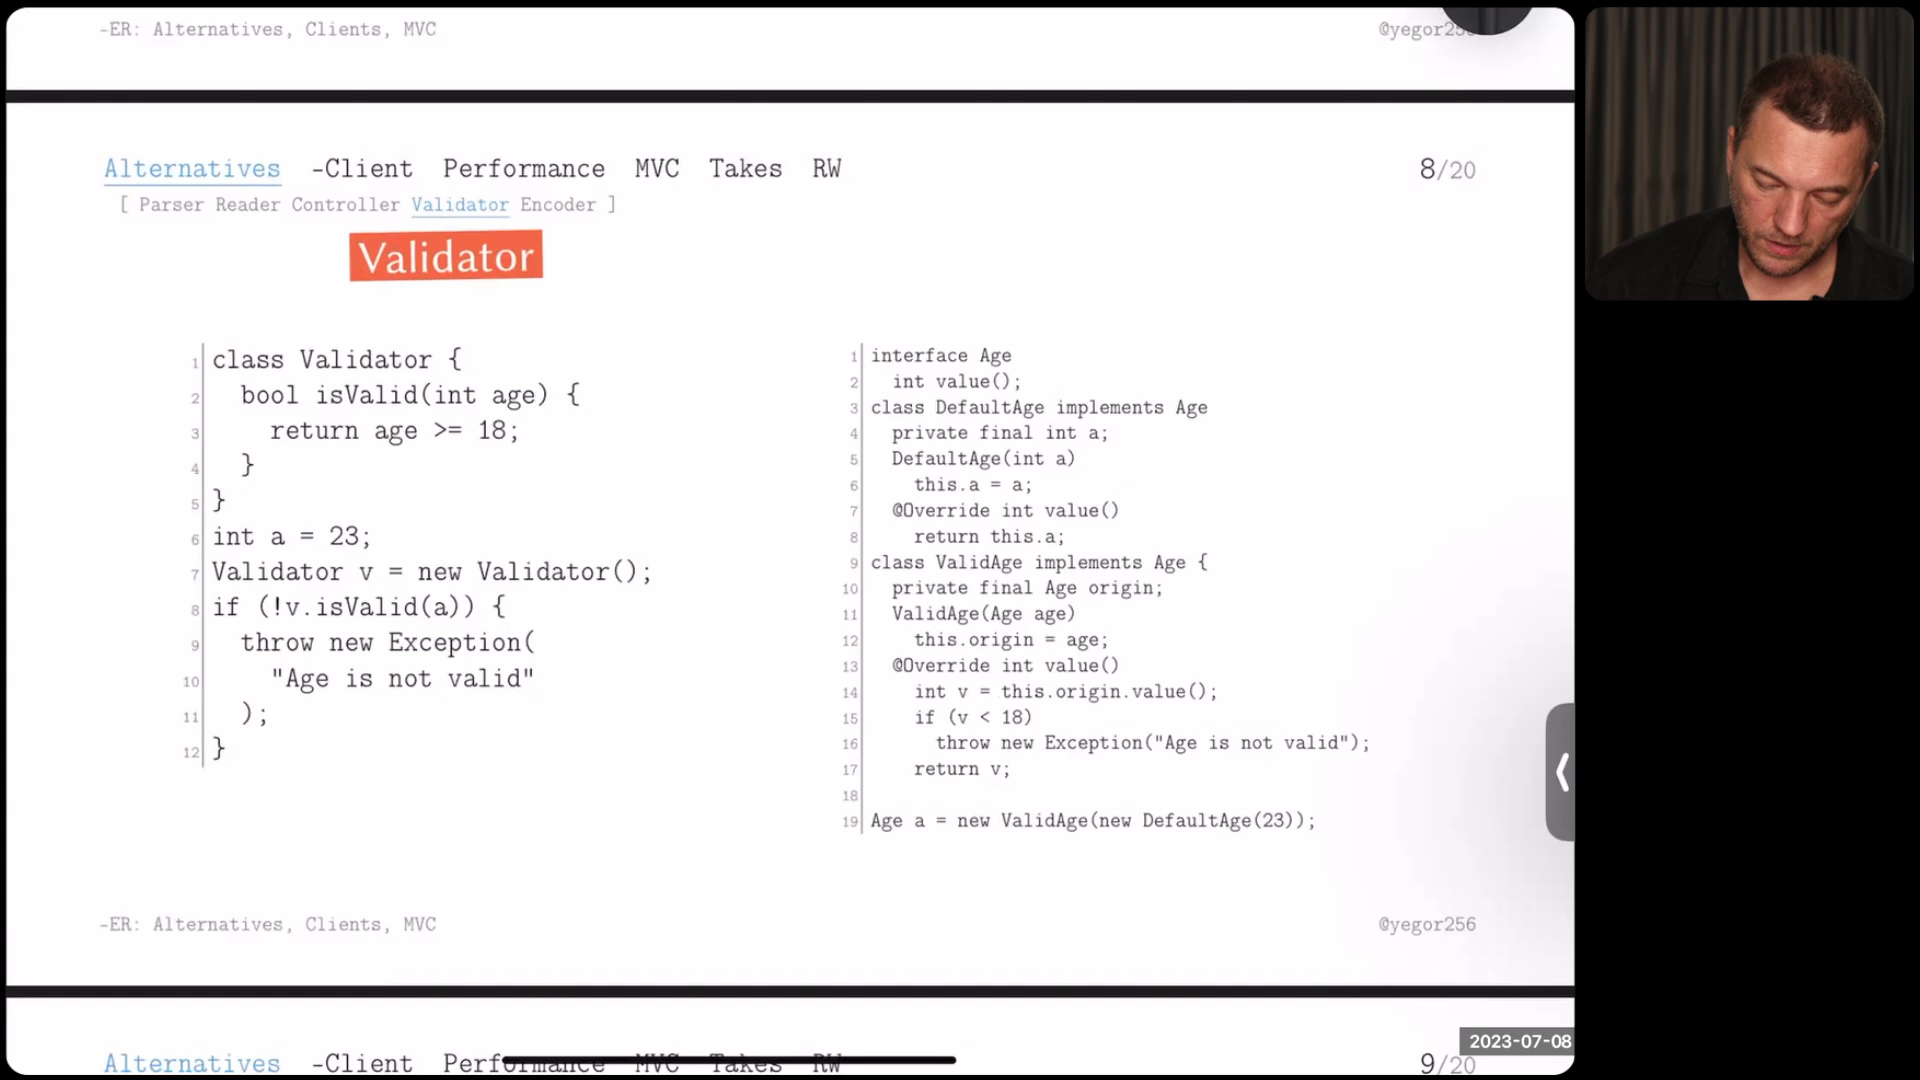 -ER: Alternatives, Clients, MVC
Alternatives -Client Performance MVC Takes RW
8/20
[ Parser Reader Controller Validator Encoder ]
Validator
1 class Validator {
2 bool isValid(int age) {
3 return age >= 18;
4 }
5 }
6 int a = 23;
7 Validator v = new Validator();
8 if (!v.isValid(a)) {
9 throw new Exception(
10 "Age is not valid"
11 );
12 }
1 interface Age
2 int value();
3 class DefaultAge implements Age
4 private final int a;
5 DefaultAge(int a)
6 this.a = a;
7 @Override int value()
8 return this.a;
9 class ValidAge implements Age {
10 private final Age origin;
11 ValidAge(Age age)
12 this.origin = age;
13 @Override int value()
14 int v = this.origin.value();
15 if (v < 18)
16 throw new Exception("Age is not valid");
17 return v;
18
19 Age a = new ValidAge(new DefaultAge(23));
-ER: Alternatives, Clients, MVC
@yegor256
2023-07-08
Alternatives -Client Performance MVC Takes RW
9/20